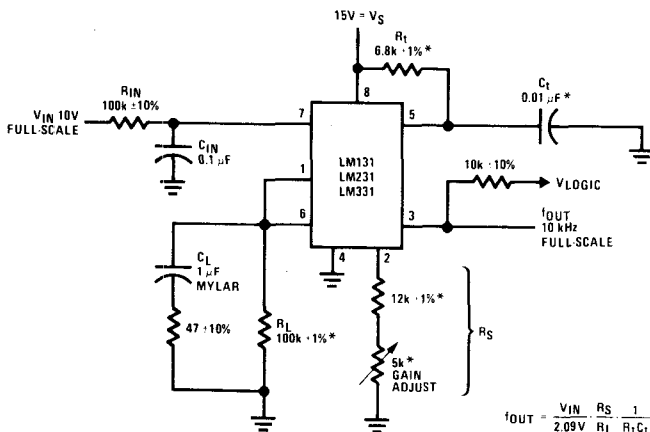 15V = VS
Rt
6.8k ±1%*
8
RIN
100k ±10%
VIN 10V
FULL-SCALE
7
5
Ct
0.01 µF*
CIN
0.1 µF
LM131
LM231
LM331
1
10k ±10%
VLOGIC
6
3
fOUT
10 kHz
FULL-SCALE
4
2
CL
1 µF
MYLAR
12k ±1%*
RS
47 ±10%
RL
100k ±1%*
5k*
GAIN
ADJUST
fOUT = VIN/2.09V · RS/RL · 1/RtCt